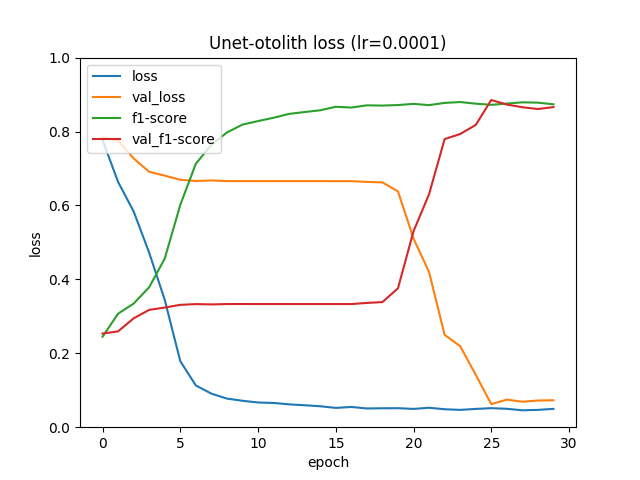 Unet-otolith loss (lr=0.0001)
loss
val_loss
f1-score
val_f1-score
1.0
0.8
0.6
0.4
0.2
0.0
loss
0 5 10 15 20 25 30
epoch